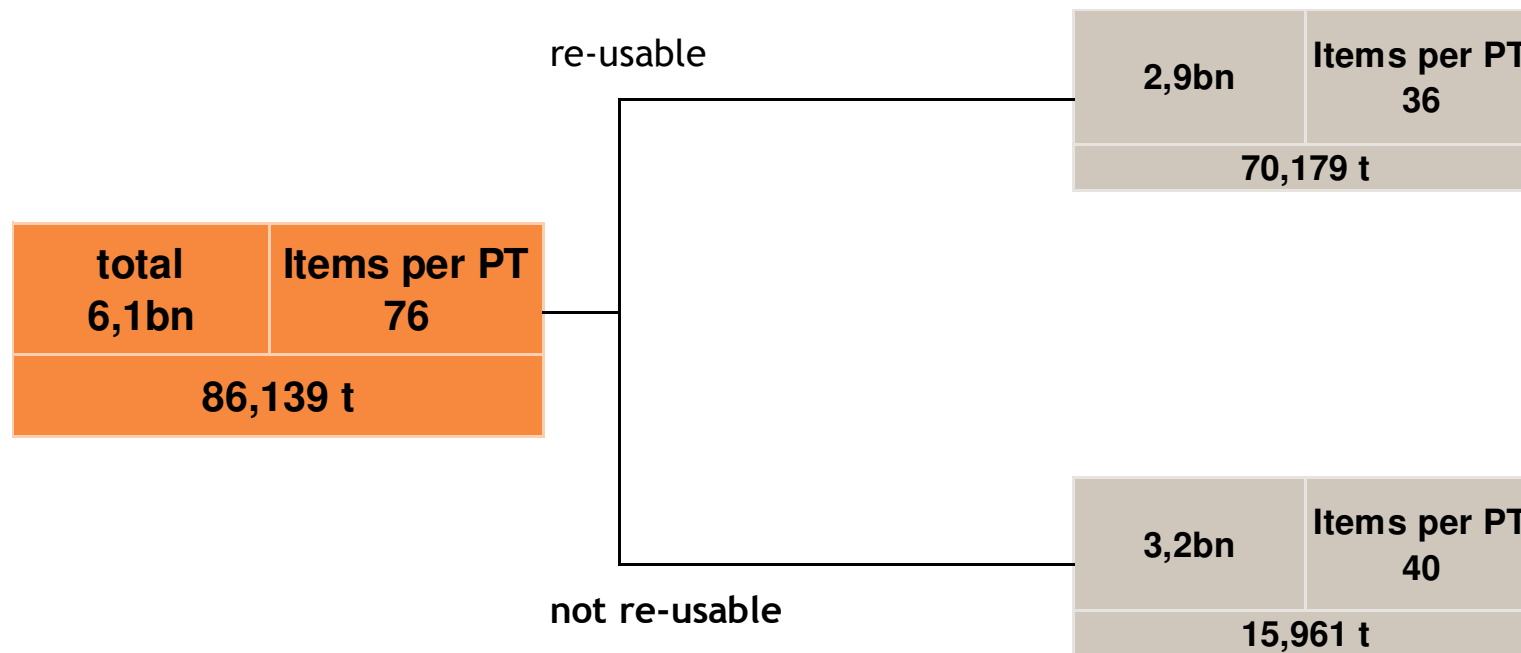 re-usable
2,9bn
Items per PT
36
70,179 t
total
6,1bn
Items per PT
76
86,139 t
3,2bn
Items per PT
40
15,961 t
not re-usable